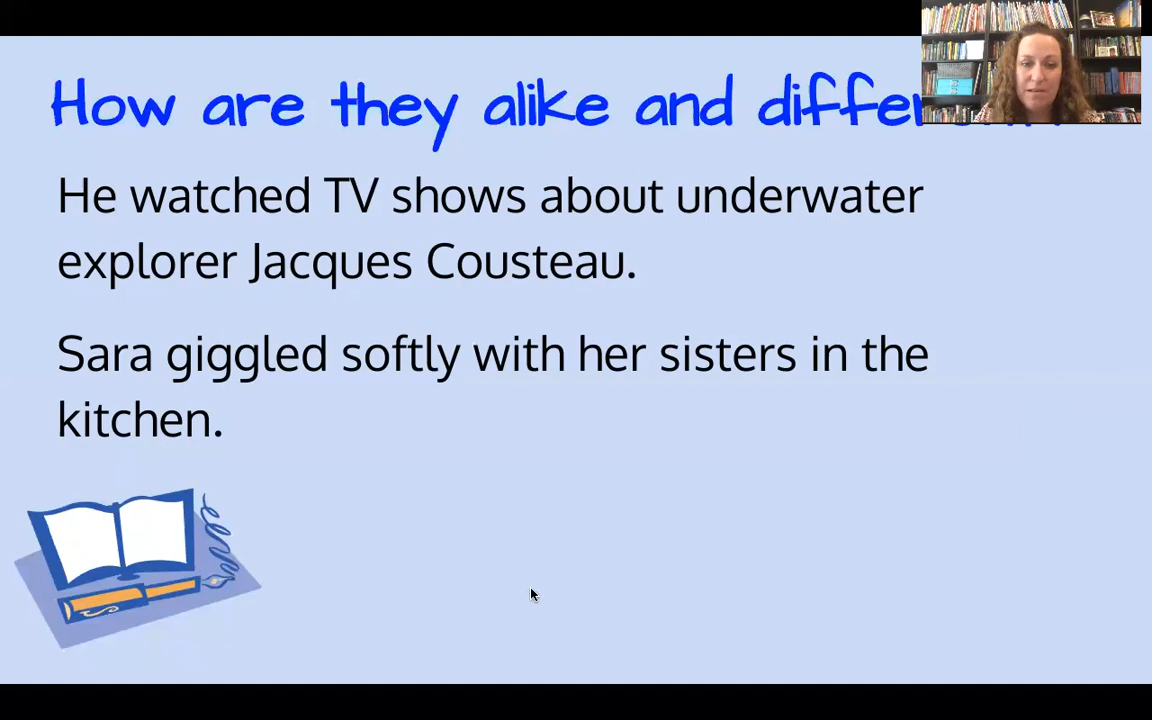 How are they alike and
He watched TV shows about underwater
explorer Jacques Cousteau.
Sara giggled softly with her sisters in the
kitchen.